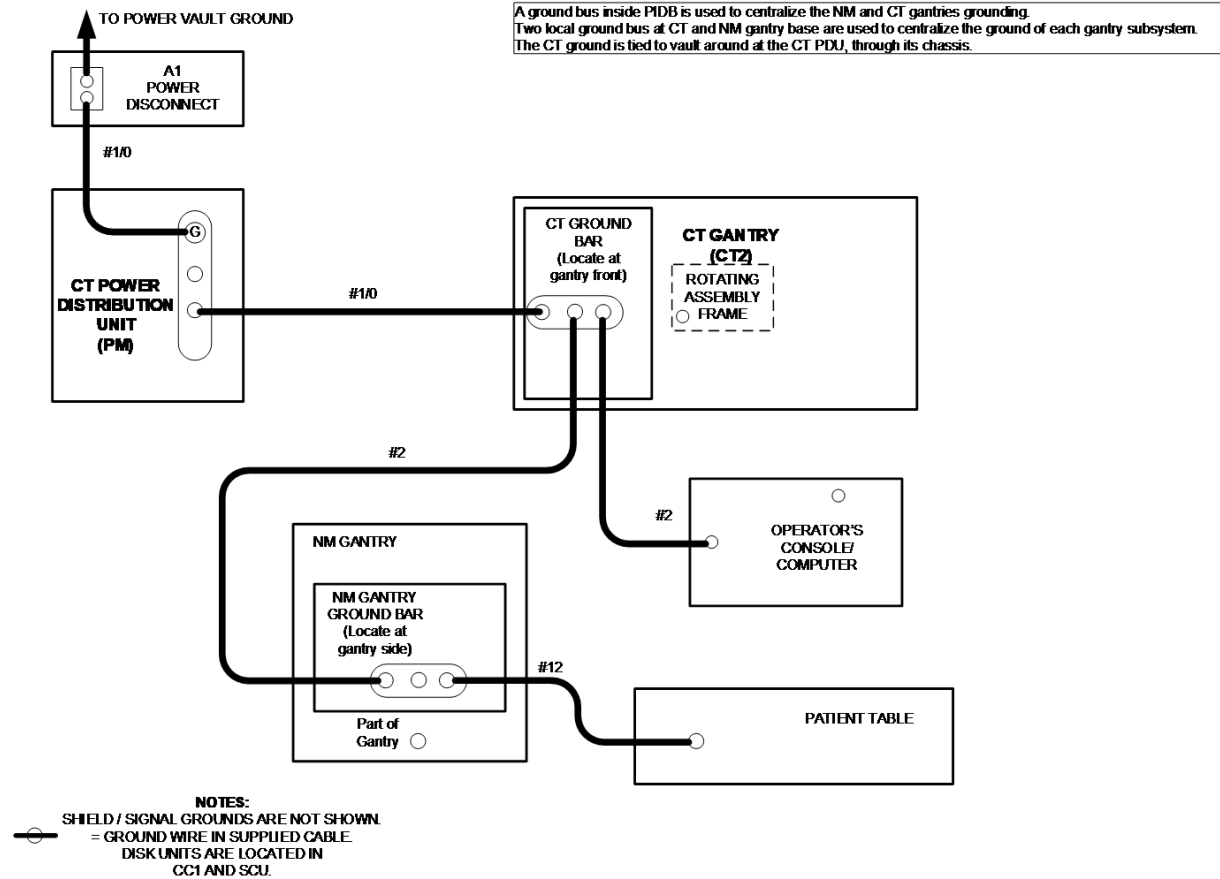 TO POWER VAULT GROUND
A ground bus inside PIDB is used to centralize the NM and CT gantries grounding.
Two local ground bus at CT and NM gantry base are used to centralize the ground of each gantry subsystem.
The CT ground is tied to vault around at the CT PDU, through its chassis.
A1
POWER
DISCONNECT
#1/0
G
CT POWER
DISTRIBUTION
UNIT
(PM)
#1/0
CT GROUND
BAR
(Locate at
gantry front)
CT GANTRY
(CT2)
ROTATING
ASSEMBLY
FRAME
#2
#2
OPERATOR'S
CONSOLE/
COMPUTER
NM GANTRY
NM GANTRY
GROUND BAR
(Locate at
gantry side)
#12
Part of
Gantry
PATIENT TABLE
NOTES:
SHIELD / SIGNAL GROUNDS ARE NOT SHOWN.
= GROUND WIRE IN SUPPLIED CABLE.
DISK UNITS ARE LOCATED IN
CC1 AND SCU.